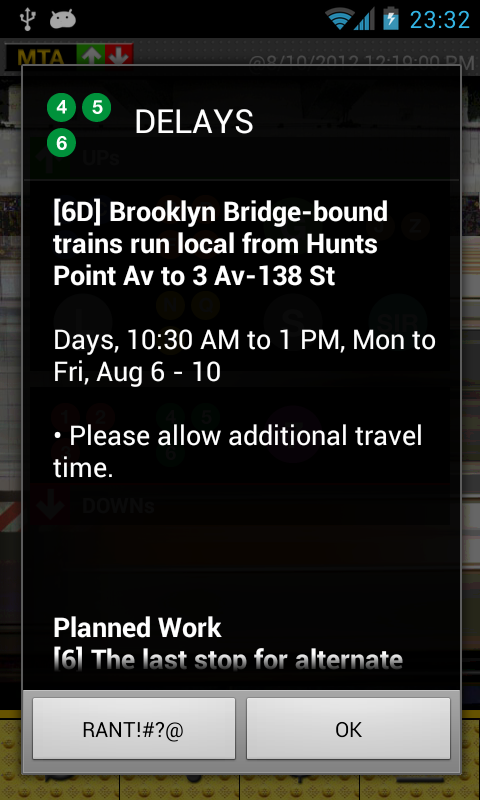 23:32
MTA
@8/10/2012 12:19:00 PM
4 5
6
DELAYS
UPs
[6D] Brooklyn Bridge-bound
trains run local from Hunts
Point Av to 3 Av-138 St
Days, 10:30 AM to 1 PM, Mon to
Fri, Aug 6 - 10
• Please allow additional travel
time.
DOWNs
Planned Work
[6] The last stop for alternate
RANT!#?@
OK